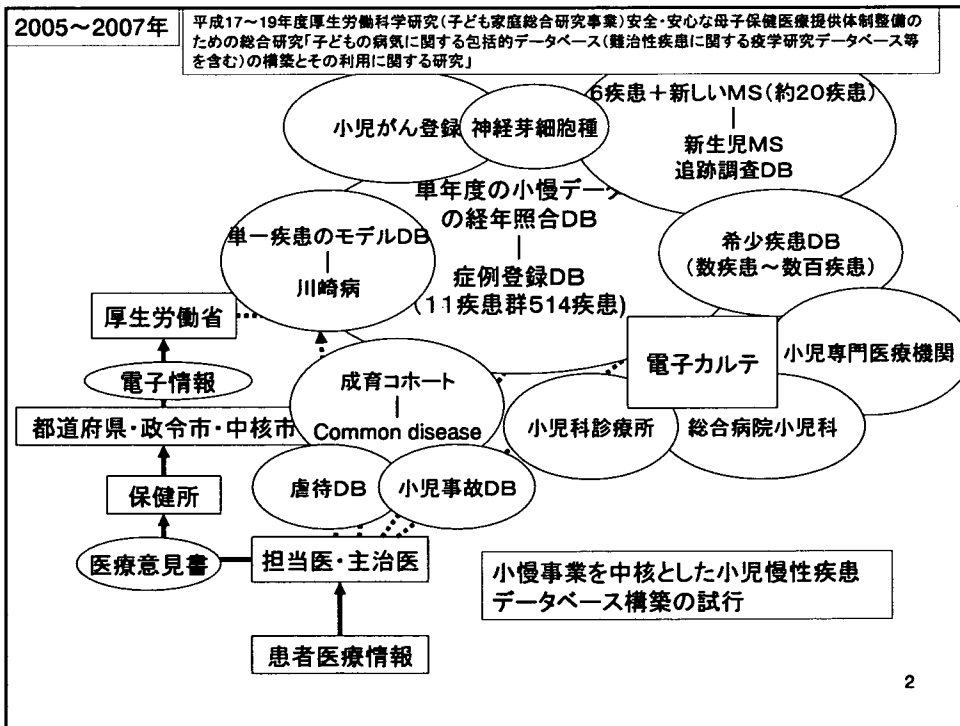 2005～2007年
平成17～19年度厚生労働科学研究(子ども家庭総合研究事業)安全・安心な母子保健医療提供体制整備の
ための総合研究「子どもの病気に関する包括的データベース(難治性疾患に関する疫学研究データベース等
を含む)の構築とその利用に関する研究」
6疾患＋新しいMS(約20疾患)
小児がん登録
神経芽細胞種
新生児MS
追跡調査DB
単年度の小慢データ
の経年照合DB
単一疾患のモデルDB
川崎病
希少疾患DB
(数疾患～数百疾患)
症例登録DB
(11疾患群514疾患)
厚生労働省
電子カルテ
小児専門医療機関
電子情報
成育コホート
Common disease
都道府県・政令市・中核市
小児科診療所
総合病院小児科
保健所
虐待DB
小児事故DB
医療意見書
担当医・主治医
小慢事業を中核とした小児慢性疾患
データベース構築の試行
患者医療情報
2